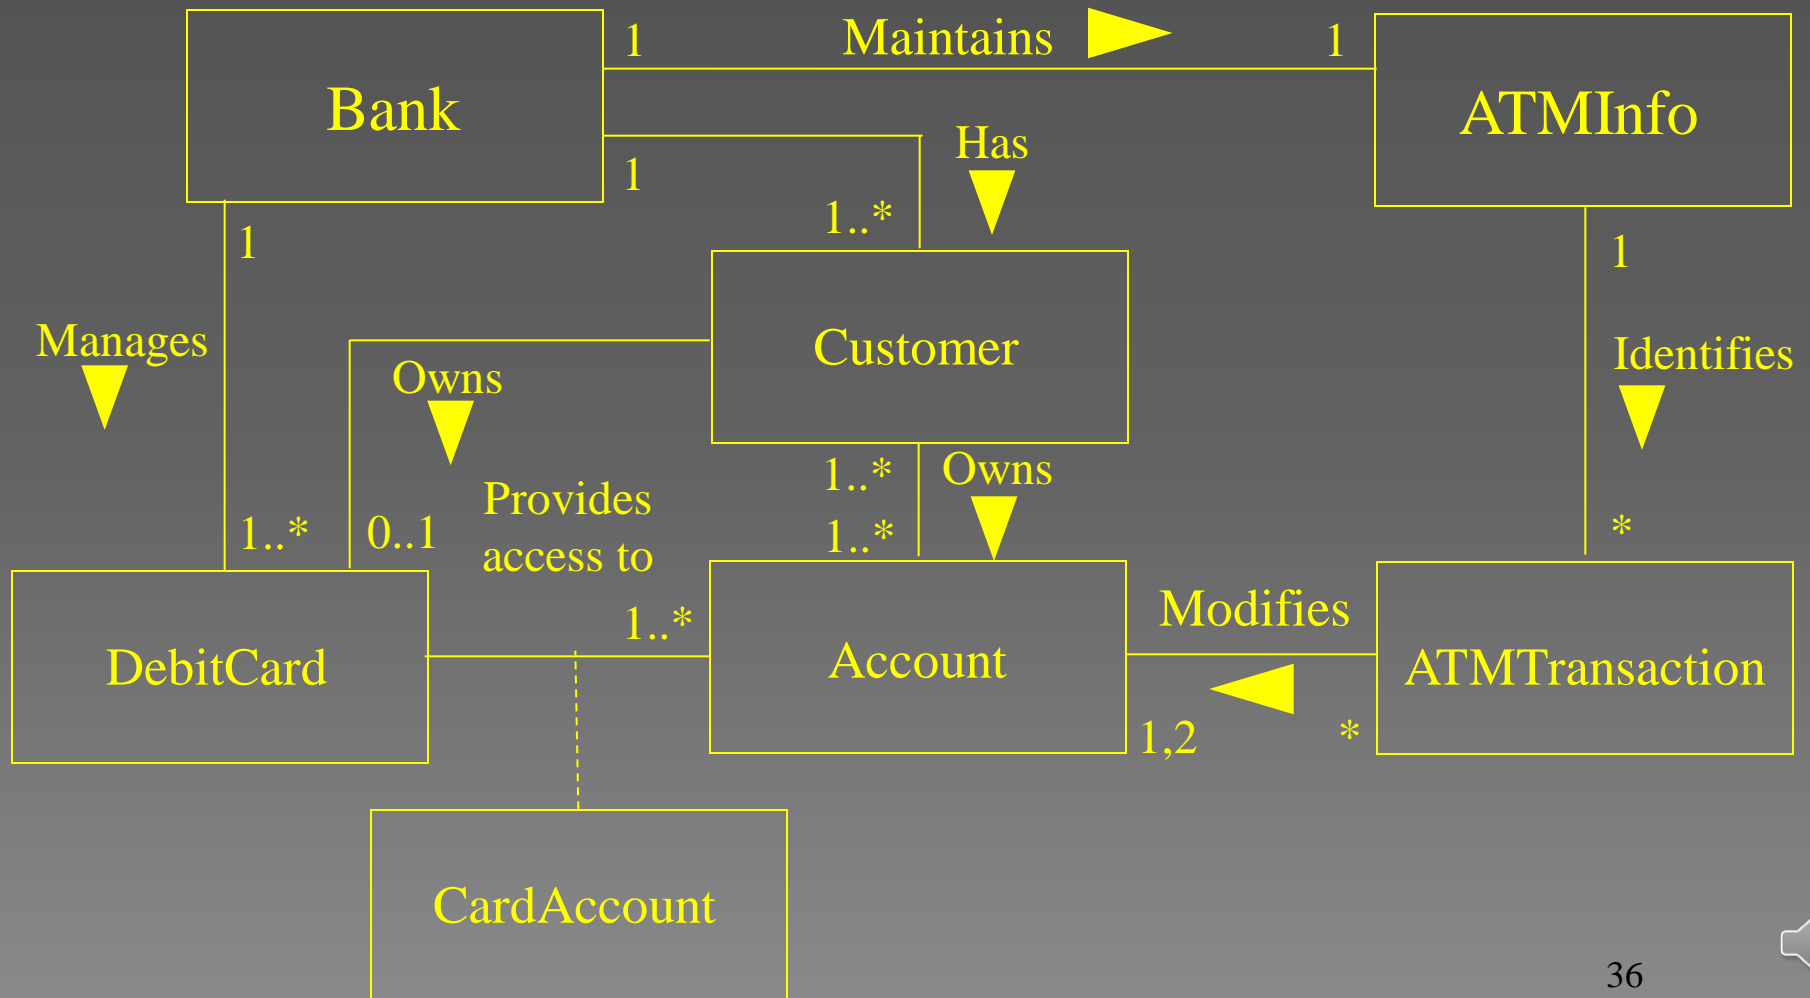 1
Maintains
1
Bank
ATMInfo
Has
1
1..*
1
1
Manages
Customer
Owns
Identifies
1..*
Owns
Provides
access to
1..*
0..1
1..*
*
1..*
Modifies
DebitCard
Account
ATMTransaction
1,2
*
CardAccount
36